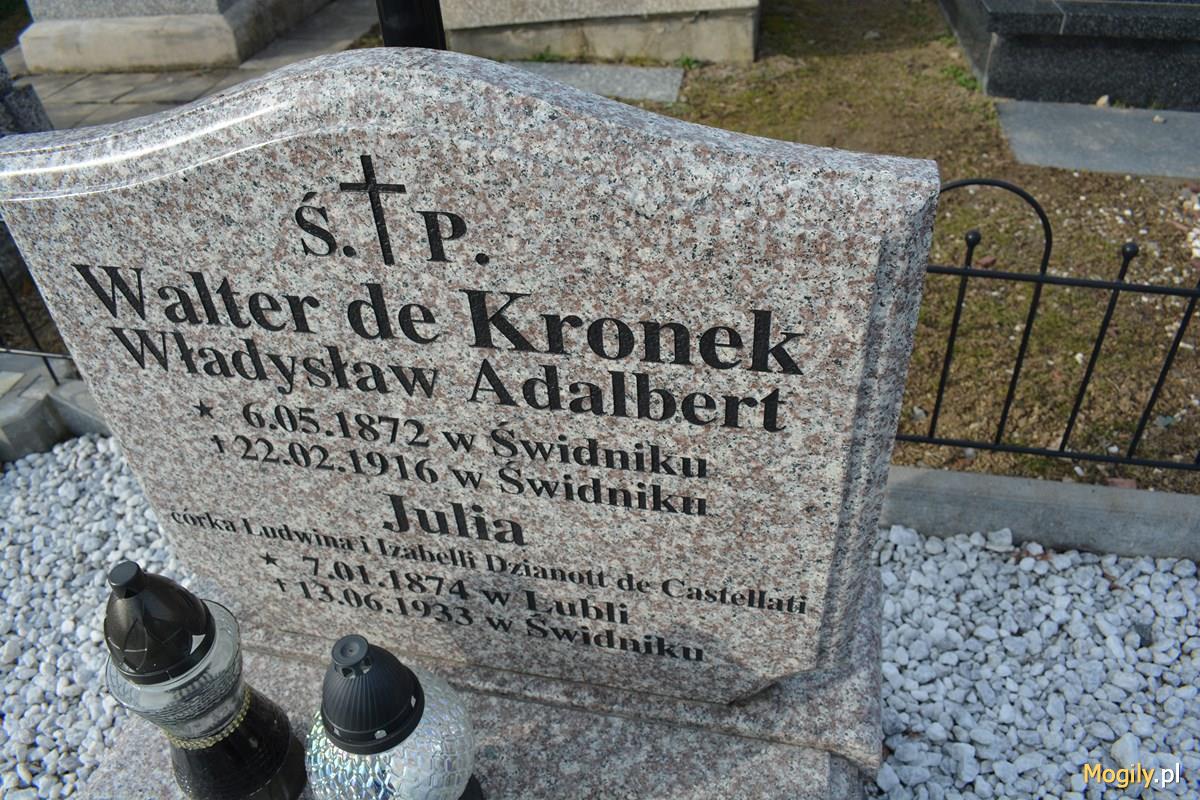 Ś. P.
Walter de Kronek
Władysław Adalbert
6.05.1872 w Świdniku
22.02.1916 w Świdniku
Julia
córka Ludwina i Izabelli Dzianott de Castellati
7.01.1874 w Lubli
13.06.1933 w Świdniku
Mogily.pl